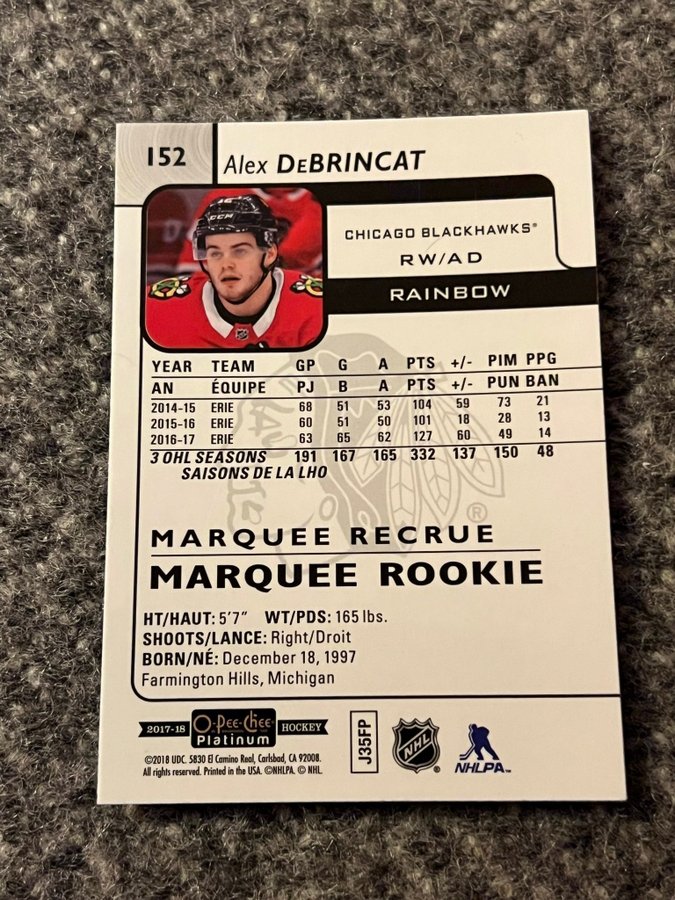 152
Alex DeBRINCAT
CCM
CHICAGO BLACKHAWKS®
RW/AD
RAINBOW
YEAR TEAM GP G A PTS +/- PIM PPG
AN ÉQUIPE PJ B A PTS +/- PUN BAN
2014-15 ERIE 68 51 53 104 59 73 21
2015-16 ERIE 60 51 50 101 18 28 13
2016-17 ERIE 63 65 62 127 60 49 14
3 OHL SEASONS 191 167 165 332 137 150 48
SAISONS DE LA LHO
®
MARQUEE RECRUE
MARQUEE ROOKIE
HT/HAUT: 5'7" WT/PDS: 165 lbs.
SHOOTS/LANCE: Right/Droit
BORN/NÉ: December 18, 1997
Farmington Hills, Michigan
2017-18 O-Pee-Chee Platinum HOCKEY
J35FP
NHL ®
NHLPA™
©2018 UDC. 5830 El Camino Real, Carlsbad, CA 92008.
All rights reserved. Printed in the USA. ©NHLPA. © NHL.